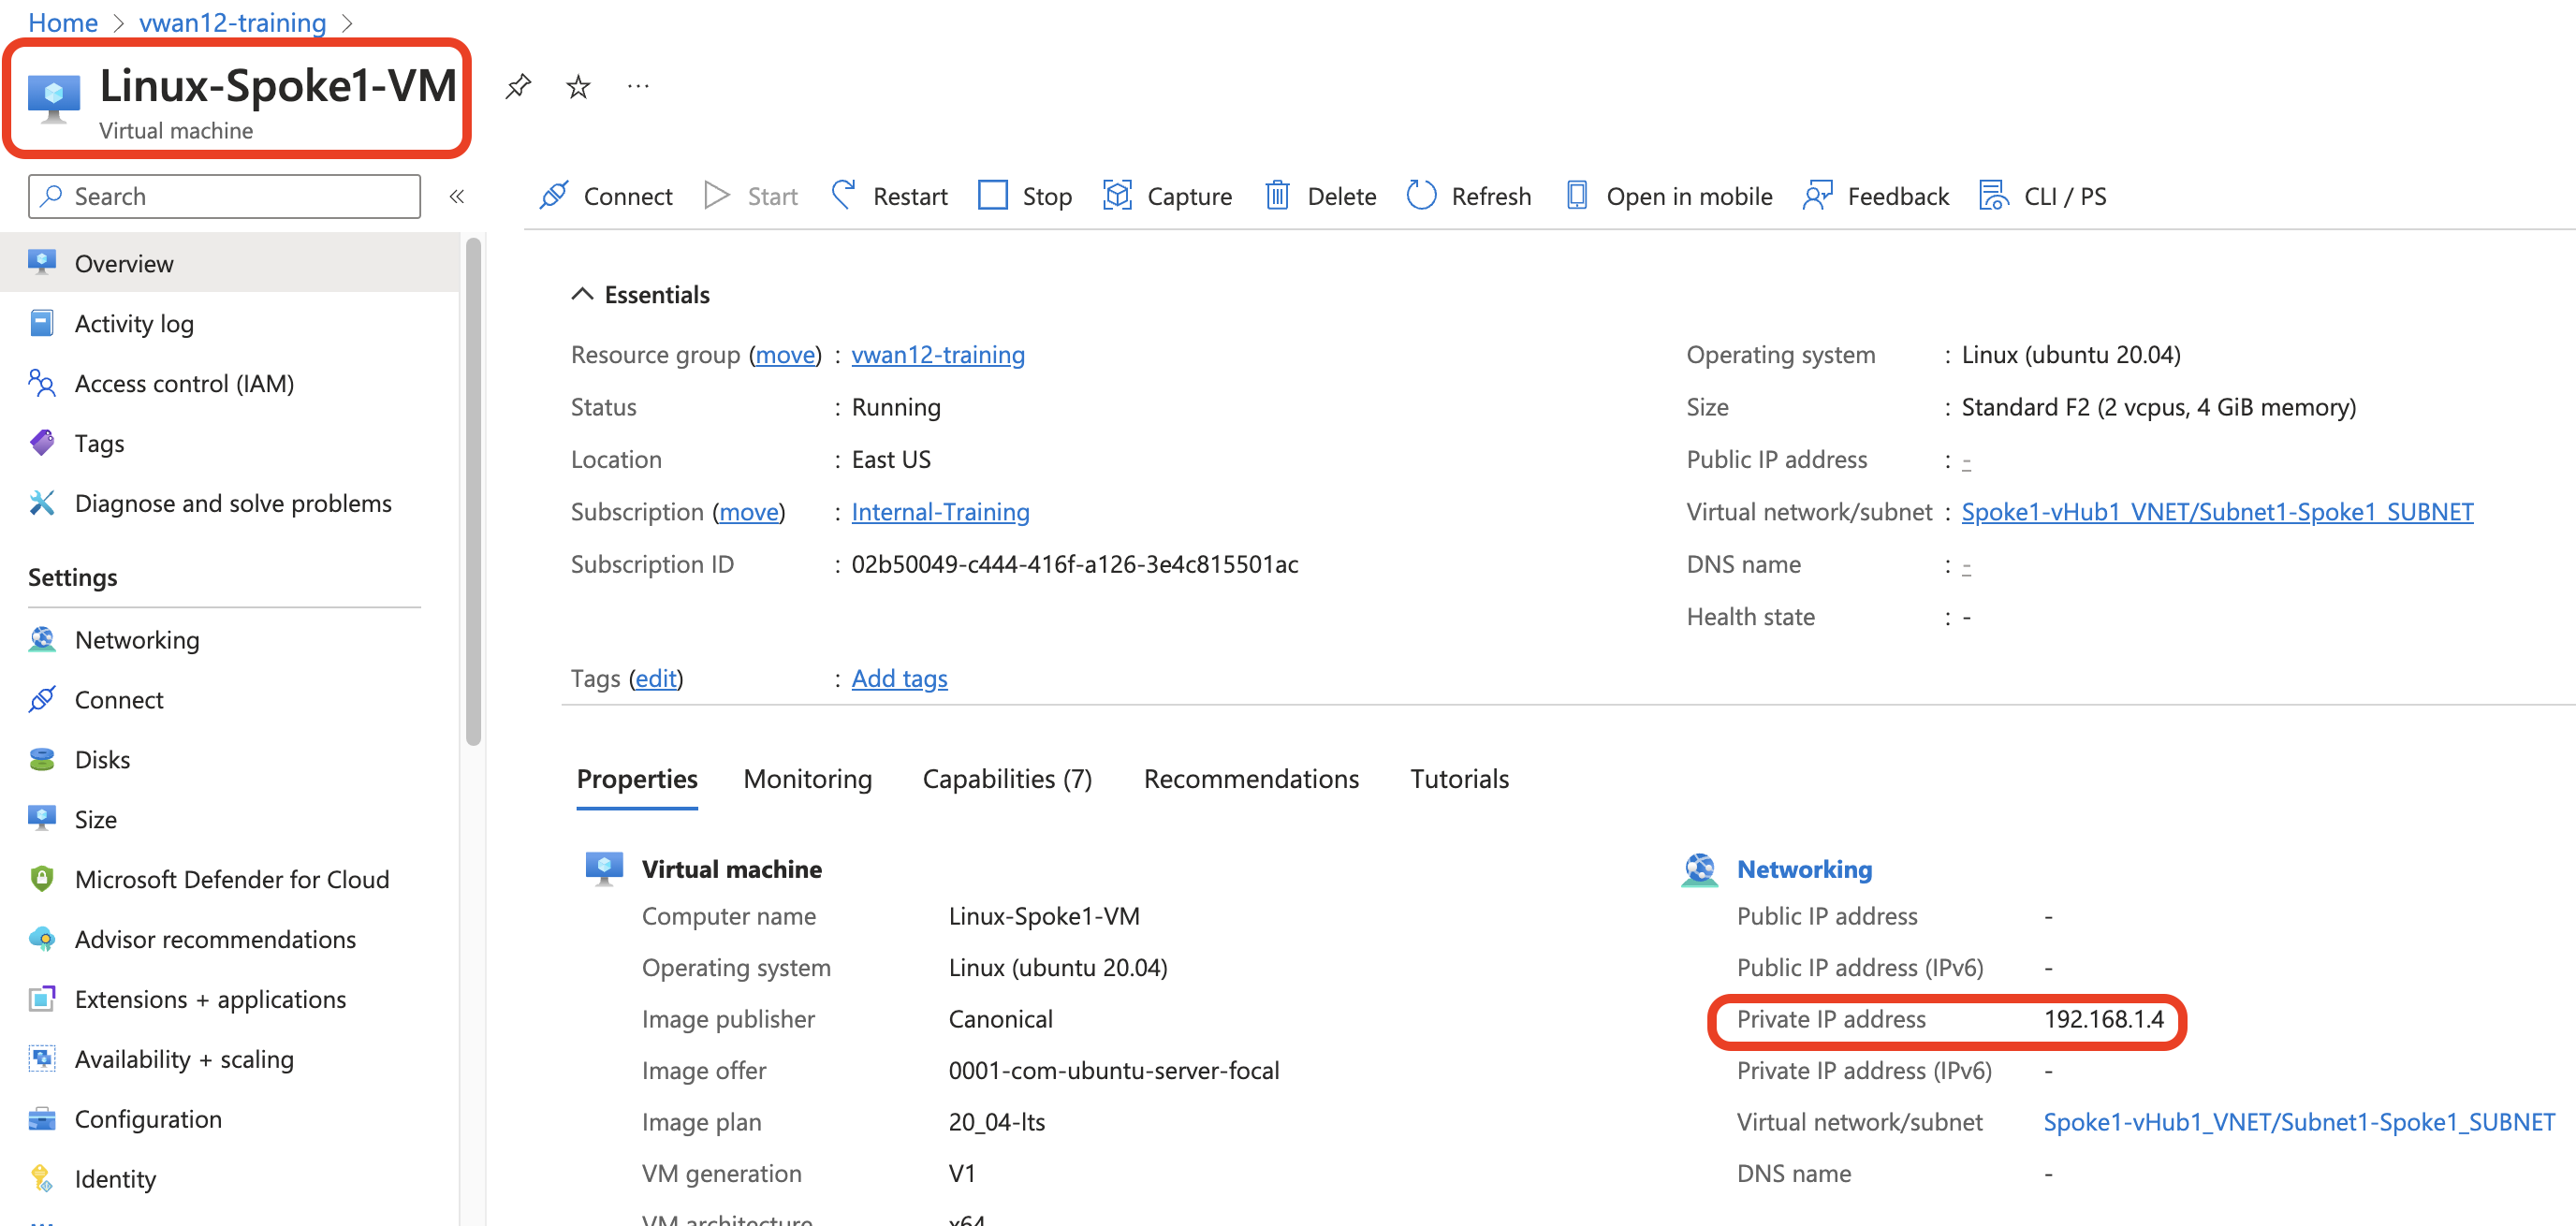 Home > vwan12-training >
Linux-Spoke1-VM
Virtual machine
Search
«
Connect
Start
Restart
Stop
Capture
Delete
Refresh
Open in mobile
Feedback
CLI / PS
Overview
Activity log
Access control (IAM)
Tags
Diagnose and solve problems
Settings
Networking
Connect
Disks
Size
Microsoft Defender for Cloud
Advisor recommendations
Extensions + applications
Availability + scaling
Configuration
Identity
Essentials
Resource group (move) : vwan12-training
Status : Running
Location : East US
Subscription (move) : Internal-Training
Subscription ID : 02b50049-c444-416f-a126-3e4c815501ac
Tags (edit) : Add tags
Operating system : Linux (ubuntu 20.04)
Size : Standard F2 (2 vcpus, 4 GiB memory)
Public IP address : -
Virtual network/subnet : Spoke1-vHub1_VNET/Subnet1-Spoke1_SUBNET
DNS name : -
Health state : -
Properties
Monitoring
Capabilities (7)
Recommendations
Tutorials
Virtual machine
Computer name Linux-Spoke1-VM
Operating system Linux (ubuntu 20.04)
Image publisher Canonical
Image offer 0001-com-ubuntu-server-focal
Image plan 20_04-lts
VM generation V1
VM architecture x64
Networking
Public IP address -
Public IP address (IPv6) -
Private IP address 192.168.1.4
Private IP address (IPv6) -
Virtual network/subnet Spoke1-vHub1_VNET/Subnet1-Spoke1_SUBNET
DNS name -